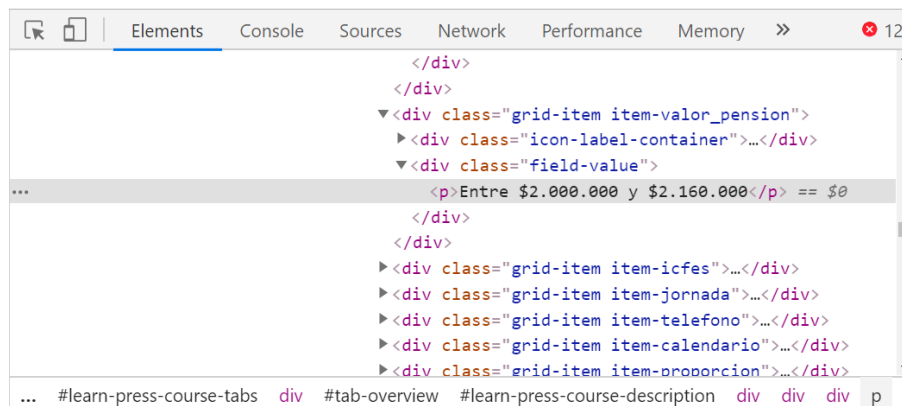 Elements Console Sources Network Performance Memory » 12
</div>
</div>
▼<div class="grid-item item-valor_pension">
▶<div class="icon-label-container">…</div>
▼<div class="field-value">
... <p>Entre $2.000.000 y $2.160.000</p> == $0
</div>
</div>
▶<div class="grid-item item-icfes">…</div>
▶<div class="grid-item item-jornada">…</div>
▶<div class="grid-item item-telefono">…</div>
▶<div class="grid-item item-calendario">…</div>
▶<div class="grid-item item-proporcion">…</div>
... #learn-press-course-tabs div #tab-overview #learn-press-course-description div div div p